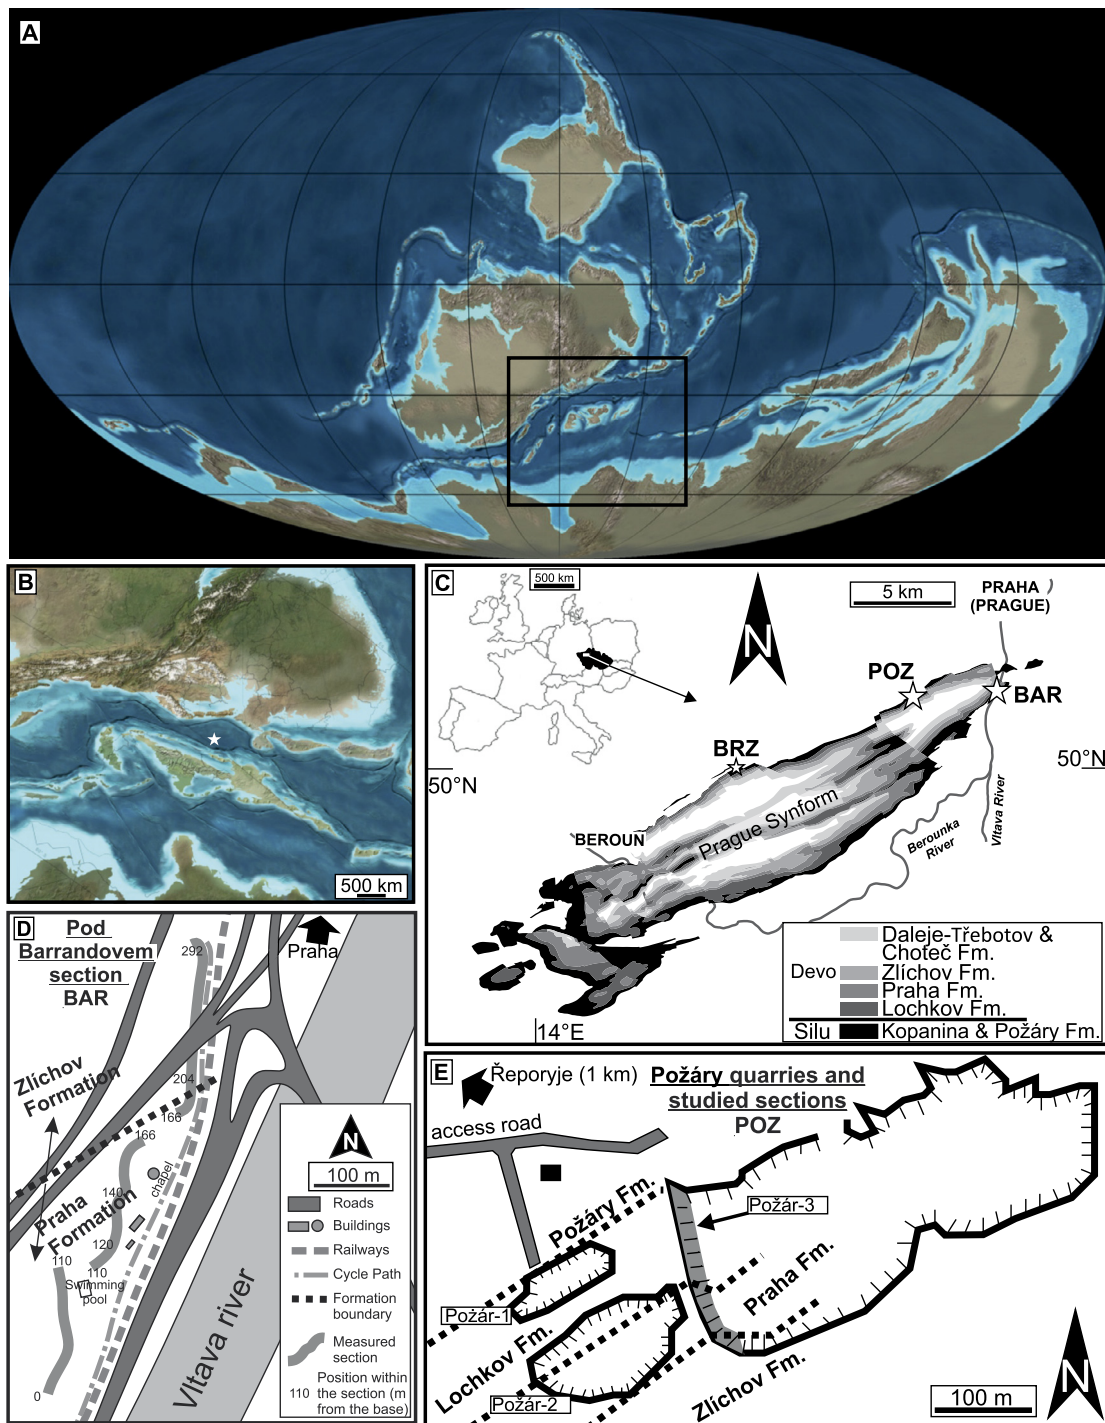 A
B
500 km
C
500 km
N
5 km
PRAHA
(PRAGUE)
POZ
BAR
BRZ
50°N
50°N
Prague Synform
BEROUN
Berounka
River
Vltava River
14°E
Daleje-Třebotov &
Choteč Fm.
Devo
Zlíchov Fm.
Praha Fm.
Lochkov Fm.
Silu
Kopanina & Požáry Fm.
D
Pod
Barrandovem
section
BAR
292
Praha
Zlíchov
Formation
204
166
166
chapel
140
Praha
Formation
120
110
110
Swimming
pool
0
Vltava river
N
100 m
Roads
Buildings
Railways
Cycle Path
Formation
boundary
Measured
section
110
Position within
the section (m
from the base)
E
Řeporyje (1 km)
Požáry quarries and
studied sections
POZ
access road
Požáry Fm.
Požár-3
Praha Fm.
Požár-1
Lochkov Fm.
Požár-2
Zlíchov Fm.
N
100 m